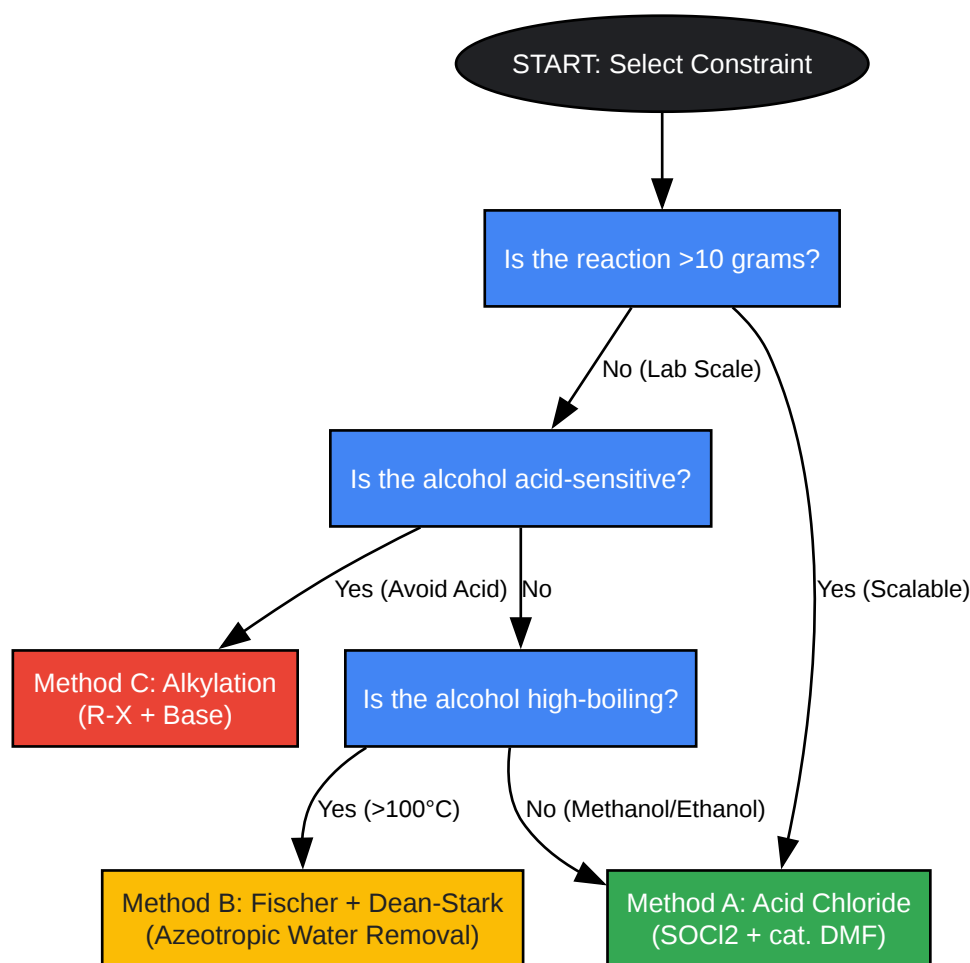 START: Select Constraint
Is the reaction >10 grams?
No (Lab Scale)
Is the alcohol acid-sensitive?
Yes (Avoid Acid)
No
Yes (Scalable)
Method C: Alkylation
(R-X + Base)
Is the alcohol high-boiling?
Yes (>100°C)
No (Methanol/Ethanol)
Method B: Fischer + Dean-Stark
(Azeotropic Water Removal)
Method A: Acid Chloride
(SOCl2 + cat. DMF)